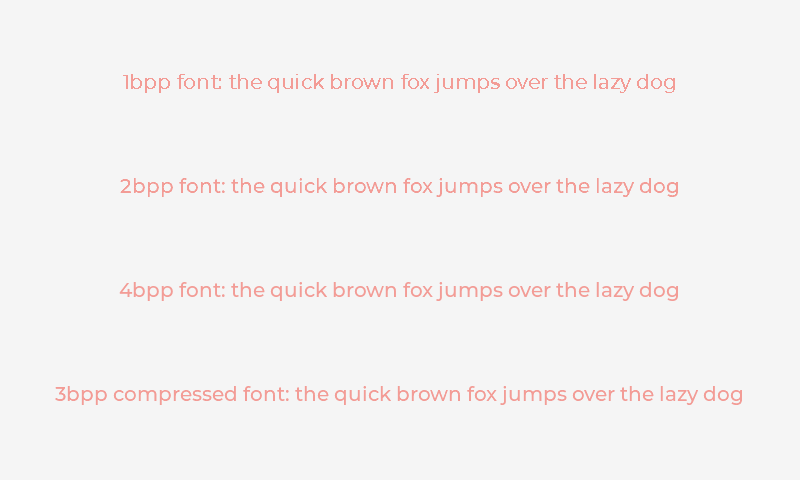 1bpp font: the quick brown fox jumps over the lazy dog
2bpp font: the quick brown fox jumps over the lazy dog
4bpp font: the quick brown fox jumps over the lazy dog
3bpp compressed font: the quick brown fox jumps over the lazy dog